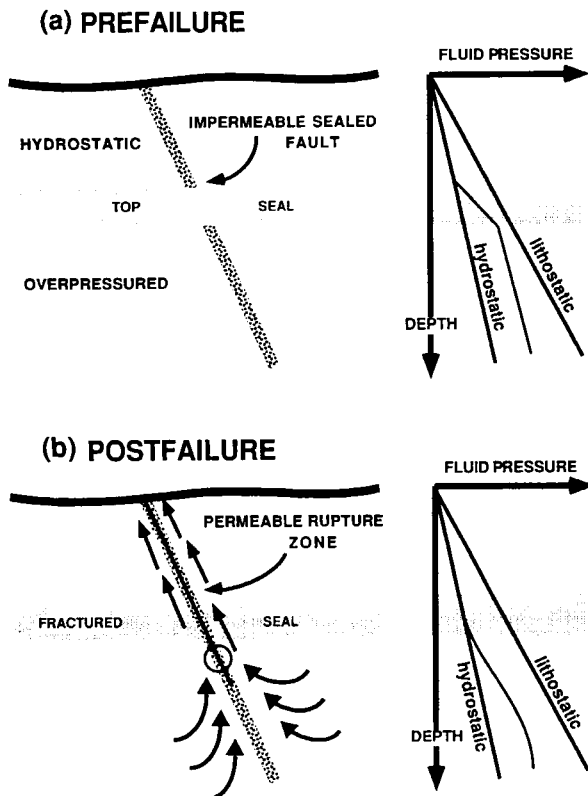 (a) PREFAILURE
FLUID PRESSURE
HYDROSTATIC
IMPERMEABLE SEALED
FAULT
TOP
SEAL
OVERPRESSURED
hydrostatic
lithostatic
DEPTH
(b) POSTFAILURE
FLUID PRESSURE
PERMEABLE RUPTURE
ZONE
FRACTURED
SEAL
hydrostatic
lithostatic
DEPTH